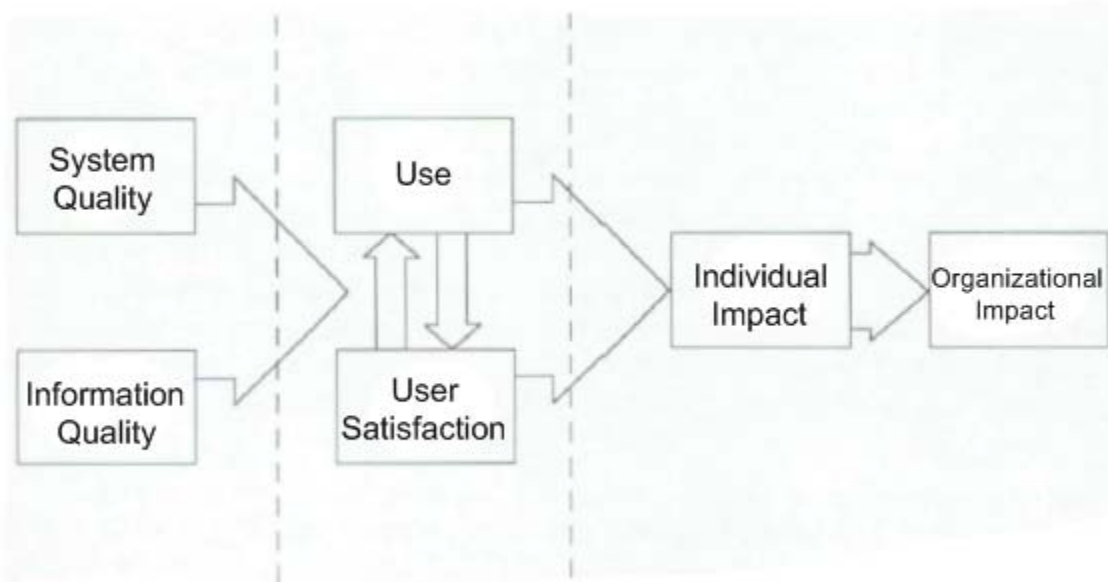 System
Quality
Use
Individual
Impact
Organizational
Impact
Information
Quality
User
Satisfaction